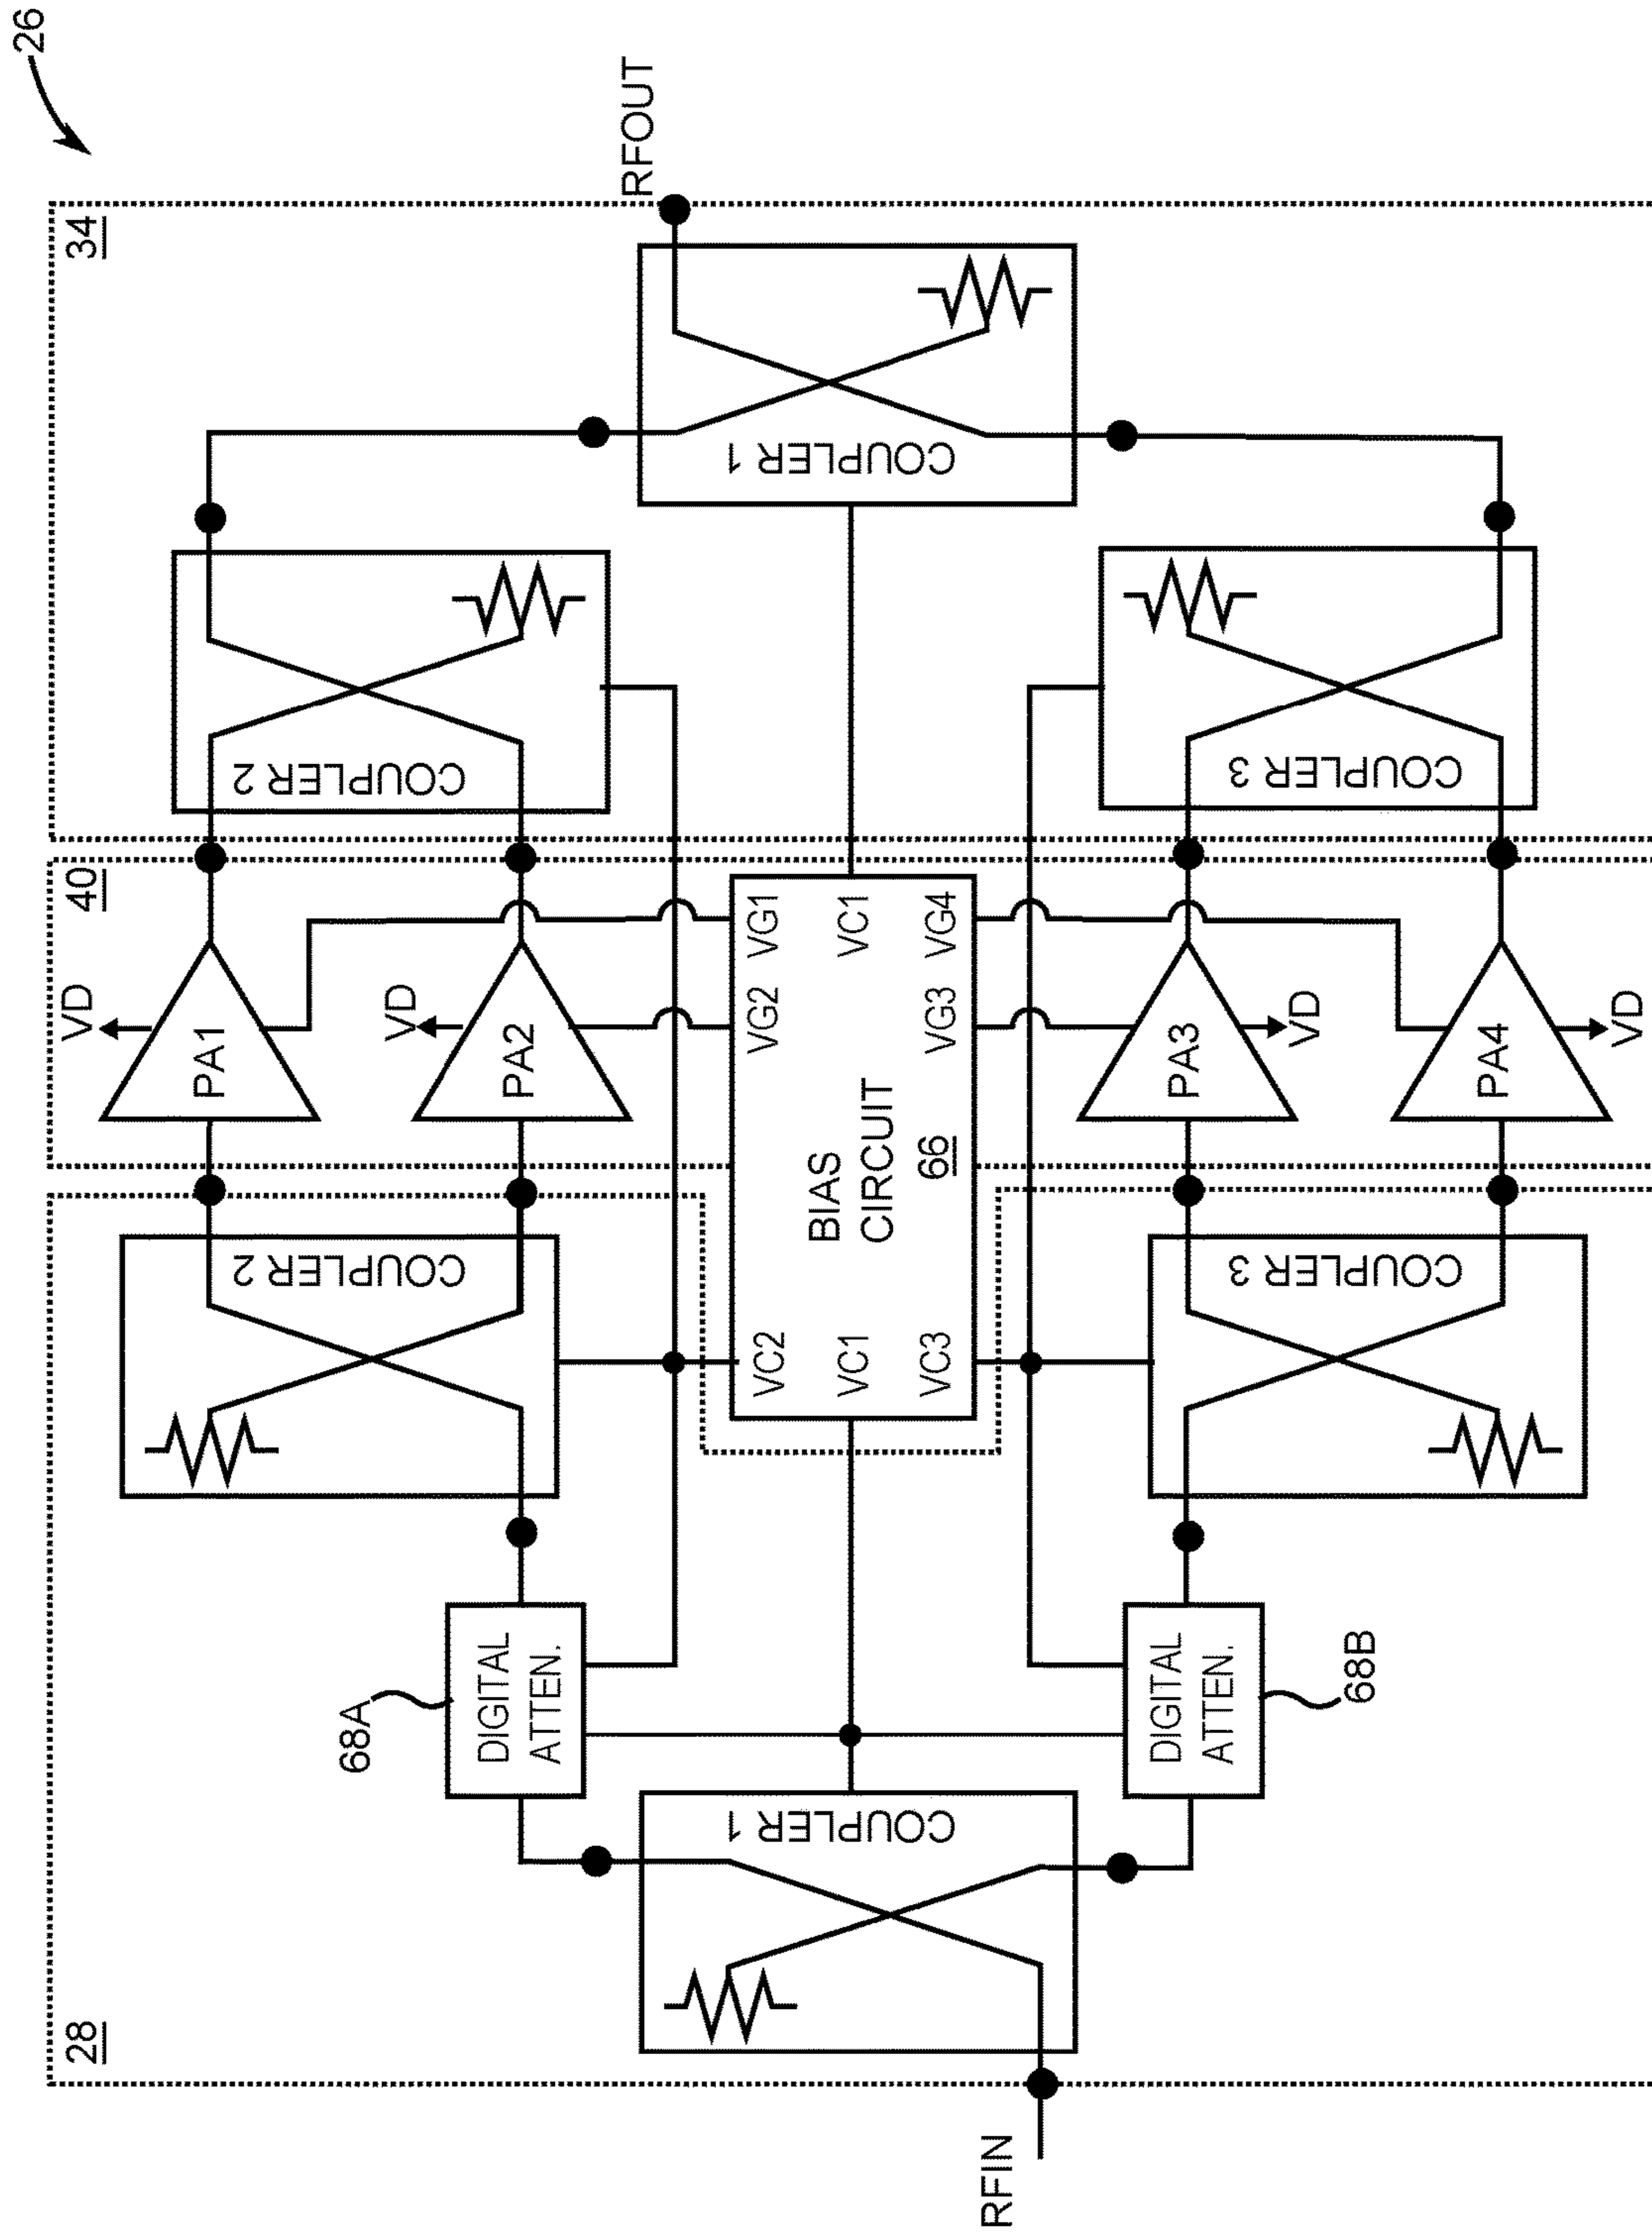 26
34
RFOUT
COUPLER 1
COUPLER 2
COUPLER 3
40
VD
PA1
VD
PA2
VG1
VG2
VC1
VG4
VG3
BIAS
CIRCUIT
66
VC2
VC1
VC3
PA3
VD
PA4
VD
COUPLER 2
COUPLER 3
68A
DIGITAL
ATTEN.
DIGITAL
ATTEN.
68B
COUPLER 1
28
RFIN